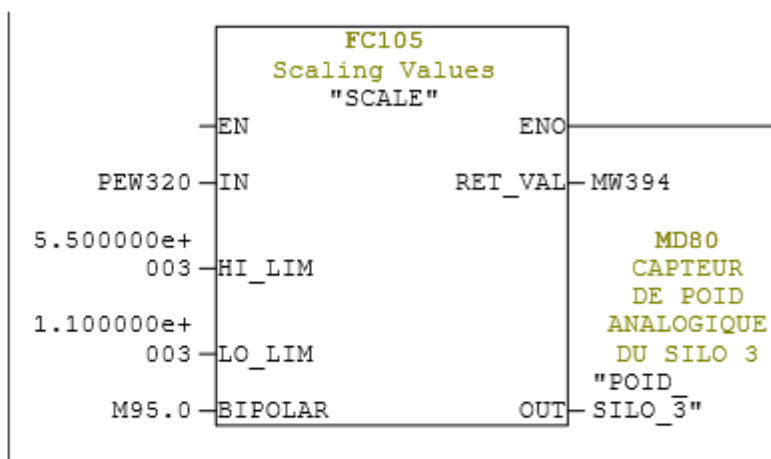 FC105
Scaling Values
"SCALE"
EN ENO
PEW320 IN RET_VAL MW394
5.500000e+ MD80
003 HI_LIM CAPTEUR
DE POID
1.100000e+ ANALOGIQUE
003 LO_LIM DU SILO 3
"POID_
M95.0 BIPOLAR OUT SILO_3"